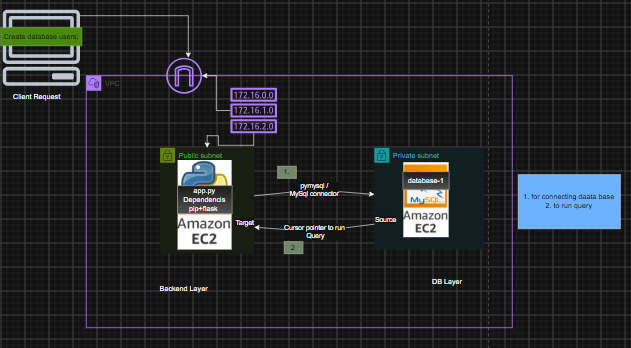 Create database users;
Client Request
VPC
172.16.0.0
172.16.1.0
172.16.2.0
Public subnet
app.py
Dependencis
pip+flask
Target
Amazon
EC2
Backend Layer
1.
pymysql /
MySql connector
Cursor pointer to run
Query
2
Private subnet
database-1
MySQL
Source
Amazon
EC2
DB Layer
1. for connecting daata base
2. to run query